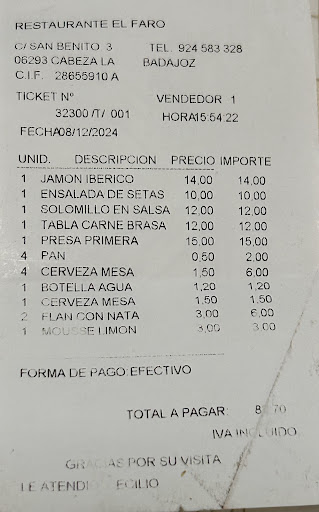 RESTAURANTE EL FARO
C/ SAN BENITO 3 TEL. 924 583 328
06293 CABEZA LA BADAJOZ
C.I.F. 28655910 A
TICKET Nº VENDEDOR 1
32300 /T/ 001 HORA15:54:22
FECHA08/12/2024
UNID. DESCRIPCION PRECIO IMPORTE
1 JAMON IBERICO 14,00 14,00
1 ENSALADA DE SETAS 10,00 10,00
1 SOLOMILLO EN SALSA 12,00 12,00
1 TABLA CARNE BRASA 12,00 12,00
1 PRESA PRIMERA 15,00 15,00
4 PAN 0,50 2,00
4 CERVEZA MESA 1,50 6,00
1 BOTELLA AGUA 1,20 1,20
1 CERVEZA MESA 1,50 1,50
2 FLAN CON NATA 3,00 6,00
1 MOUSSE LIMON 3,00 3,00
FORMA DE PAGO:EFECTIVO
TOTAL A PAGAR:
IVA INCLUIDO
GRACIAS POR SU VISITA
LE ATENDI